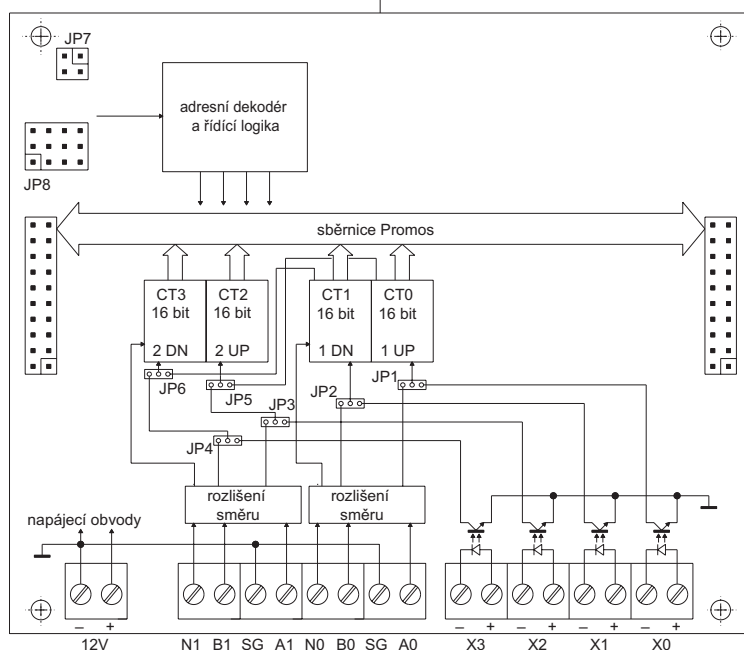 JP7
adresní dekodér
a řídící logika
JP8
sběrnice Promos
CT3
16 bit
2 DN
CT2
16 bit
2 UP
CT1
16 bit
1 DN
CT0
16 bit
1 UP
JP6
JP5
JP2
JP1
JP3
JP4
rozlišení
směru
rozlišení
směru
napájecí obvody
– + – + – + – + – +
12V N1 B1 SG A1 N0 B0 SG A0 X3 X2 X1 X0